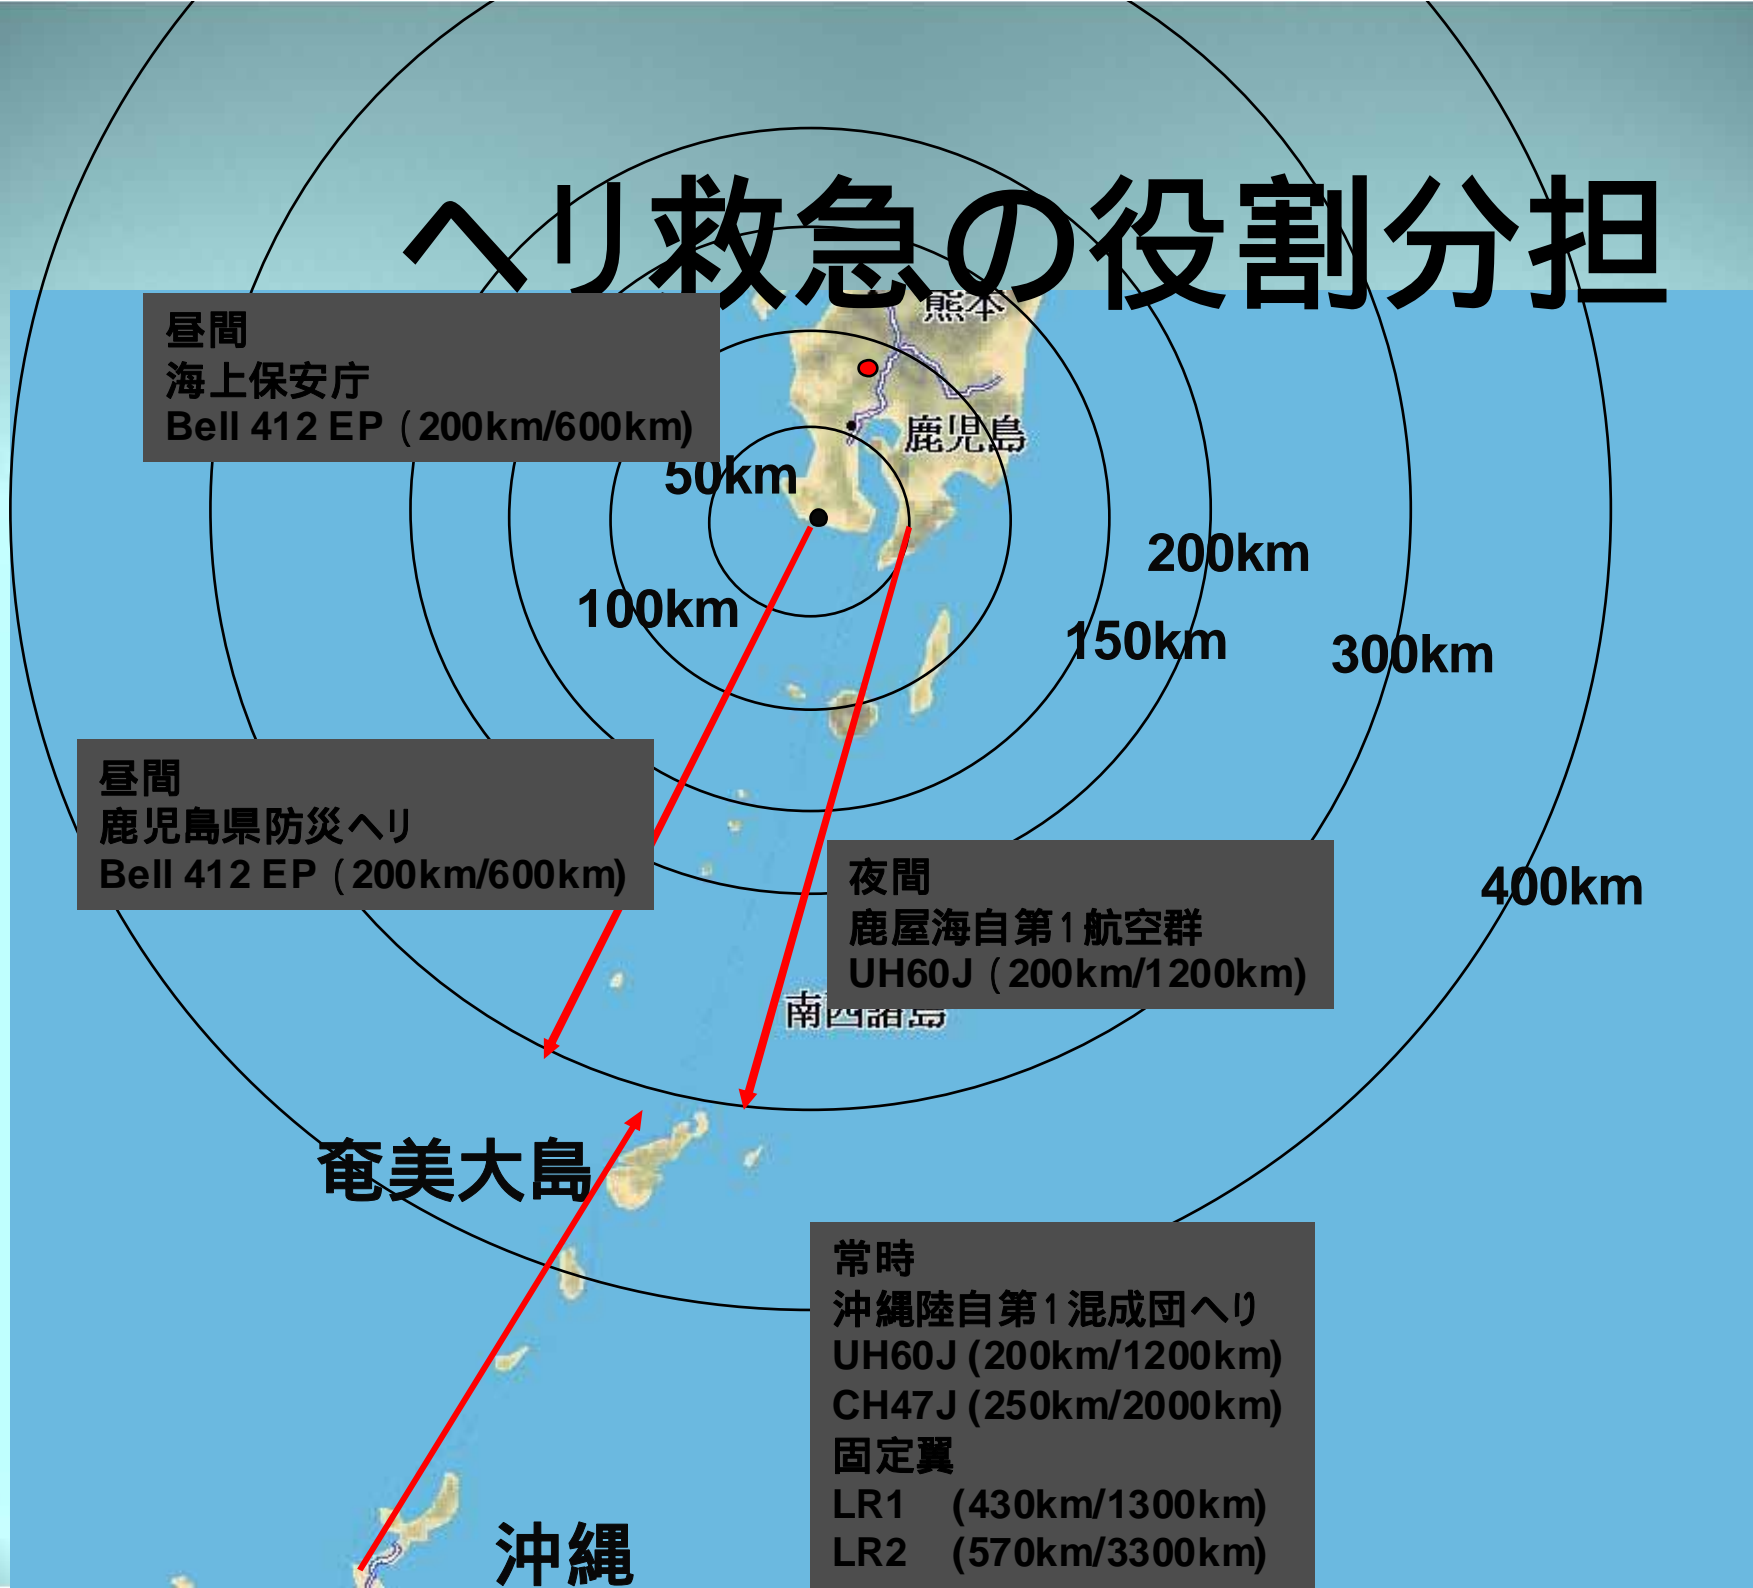 ヘリ救急の役割分担
熊本
昼間
海上保安庁
Bell 412 EP（200km/600km)
鹿児島
50km
200km
100km
150km
300km
昼間
鹿児島県防災ヘリ
Bell 412 EP（200km/600km)
夜間
鹿屋海自第1航空群
UH60J（200km/1200km)
400km
南西諸島
奄美大島
常時
沖縄陸自第1混成団ヘリ
UH60J (200km/1200km)
CH47J (250km/2000km)
固定翼
LR1 (430km/1300km)
LR2 (570km/3300km)
沖縄